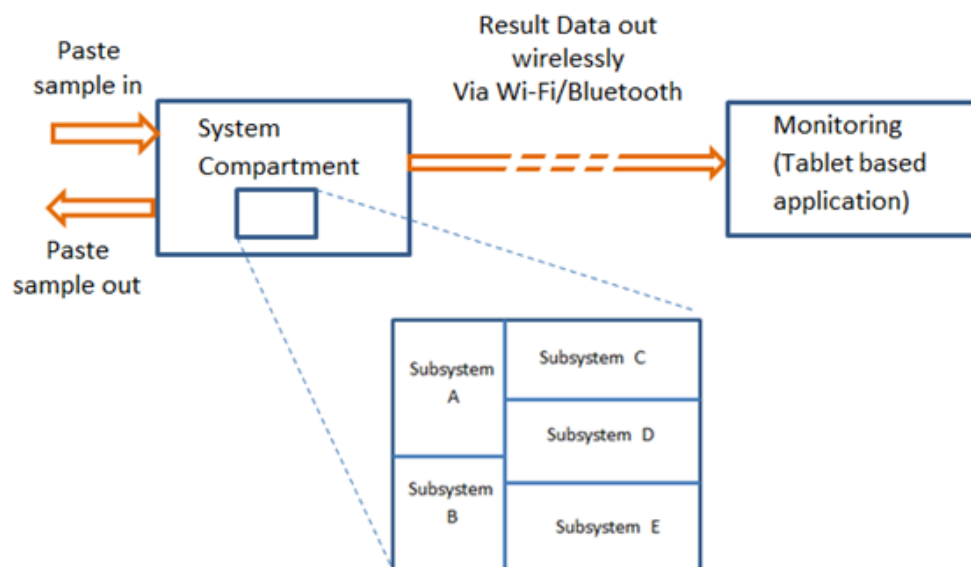 Paste
sample in
Result Data out
wirelessly
Via Wi-Fi/Bluetooth
System
Compartment
Monitoring
(Tablet based
application)
Paste
sample out
Subsystem
A
Subsystem C
Subsystem D
Subsystem
B
Subsystem E